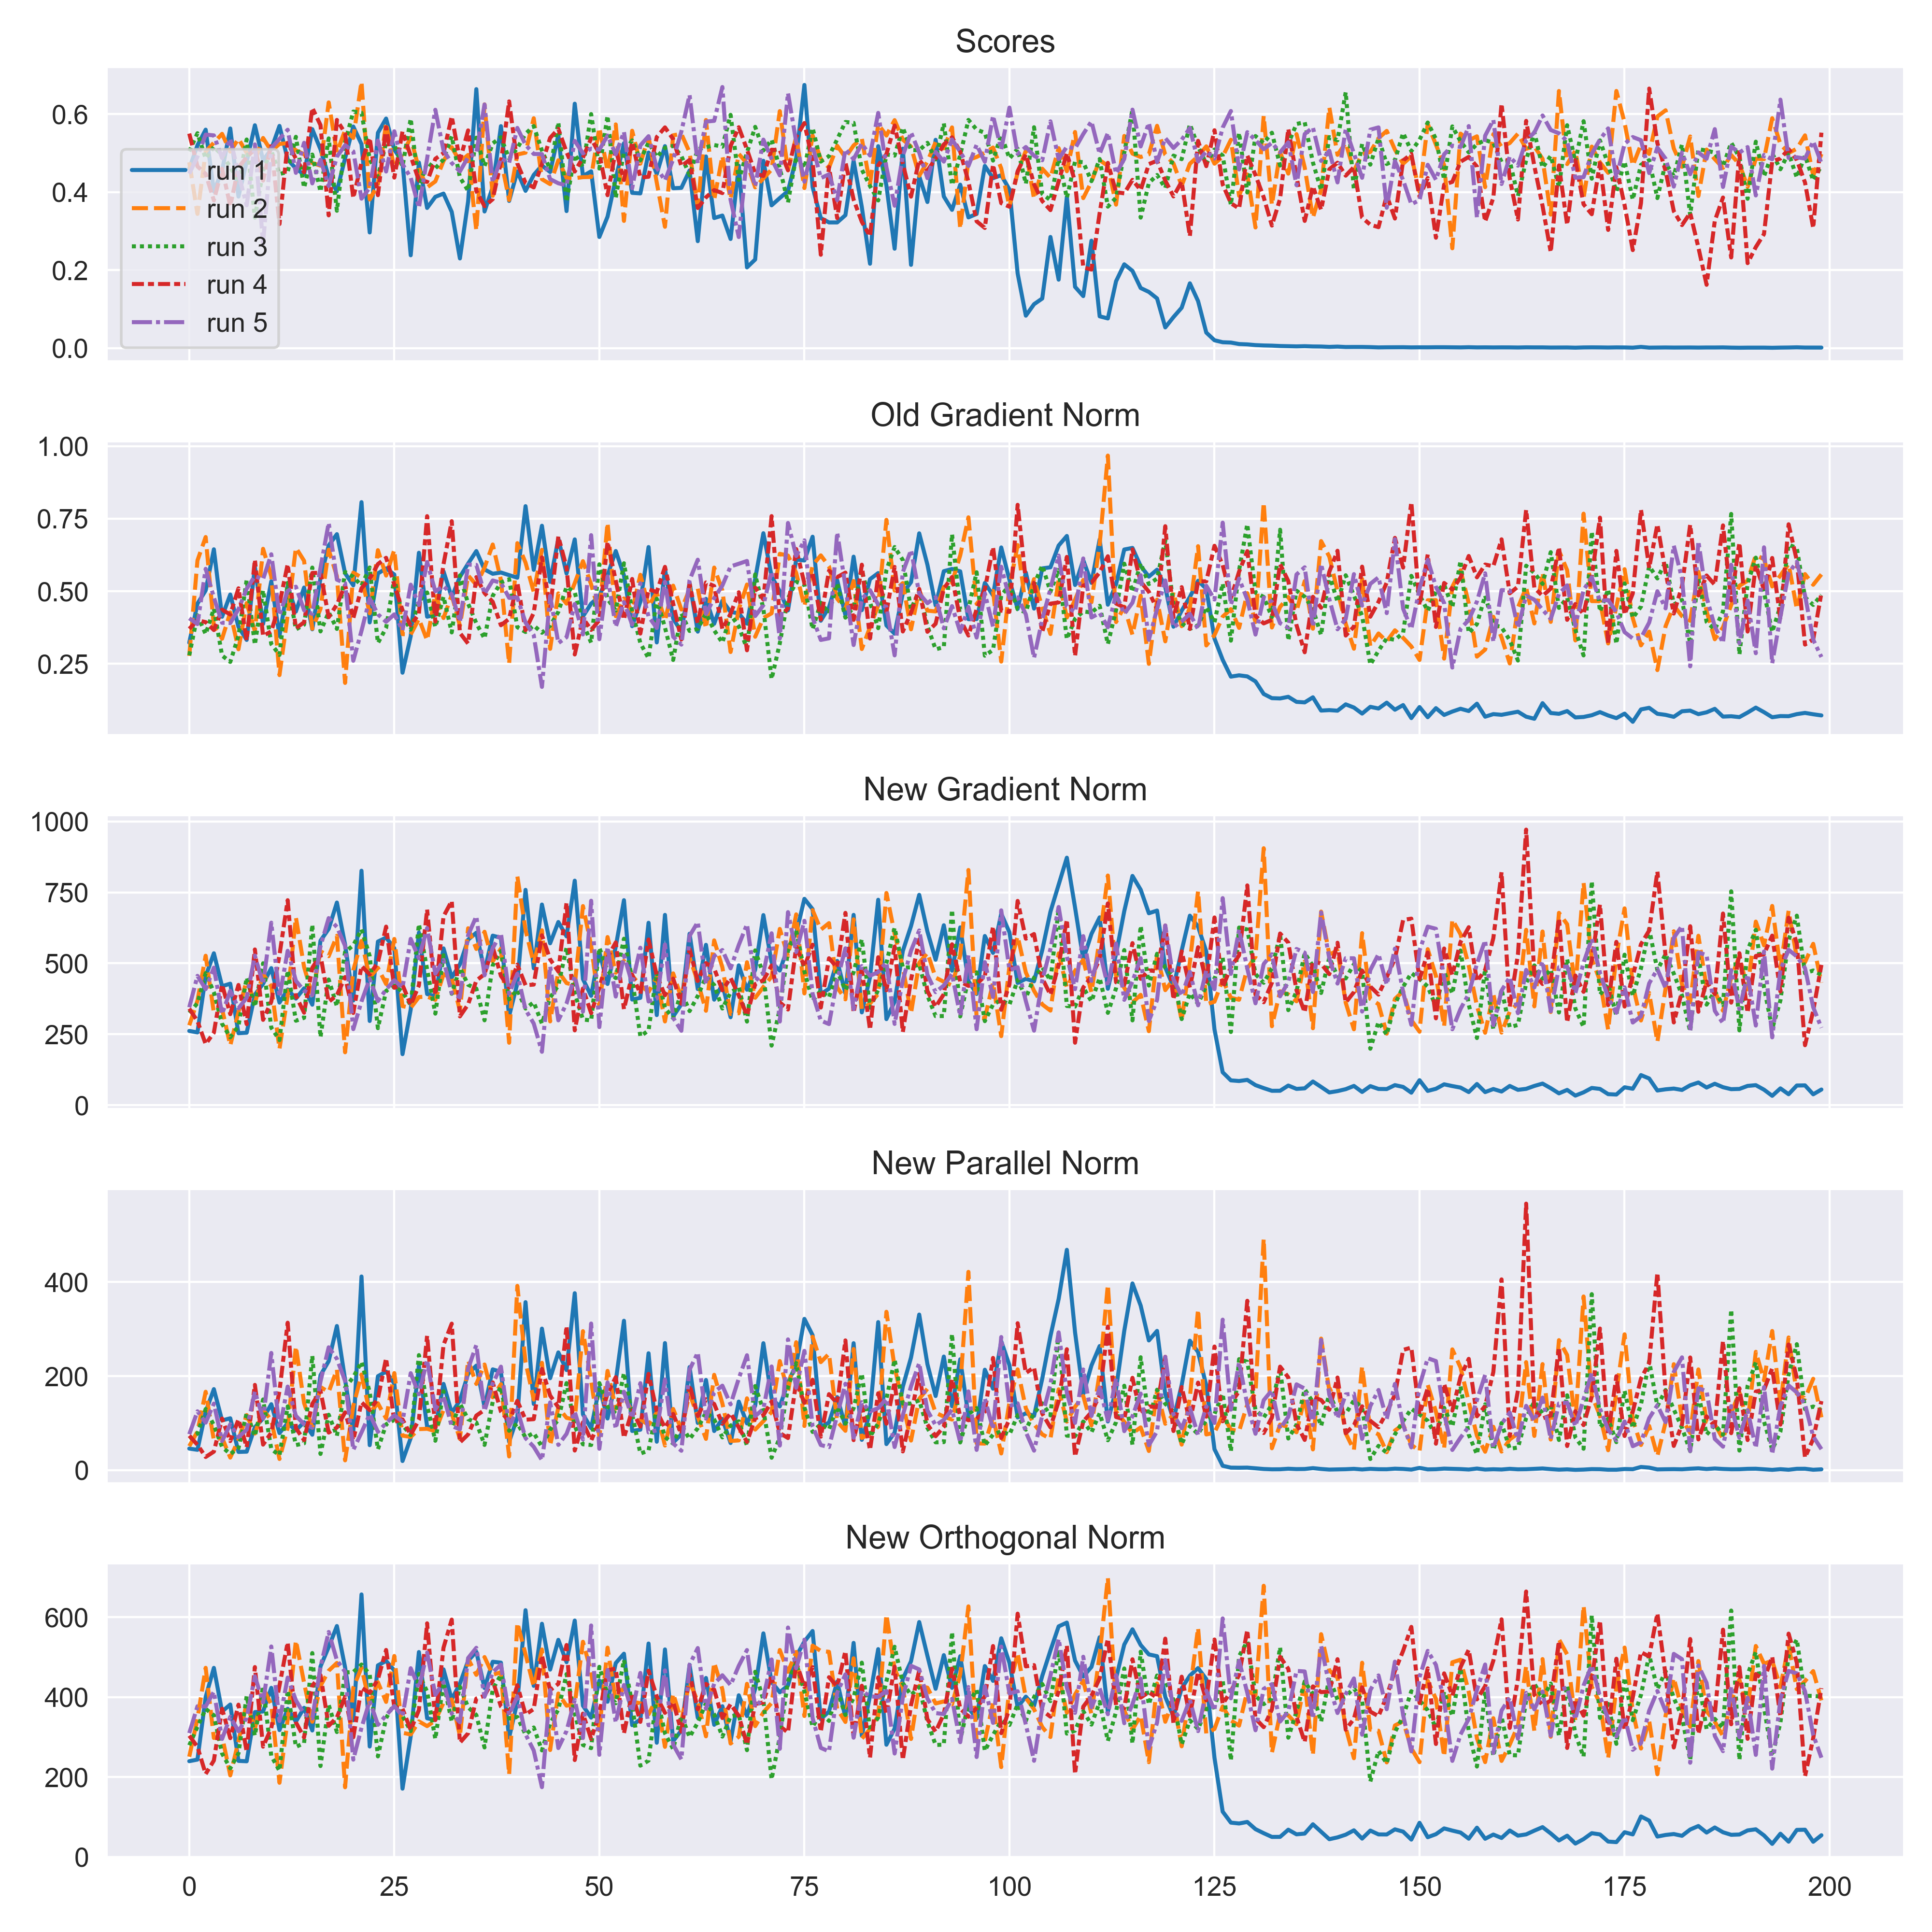 Scores
0.6
0.4
0.2
0.0
run 1
run 2
run 3
run 4
run 5
Old Gradient Norm
1.00
0.75
0.50
0.25
New Gradient Norm
1000
750
500
250
0
New Parallel Norm
400
200
0
New Orthogonal Norm
600
400
200
0
0 25 50 75 100 125 150 175 200